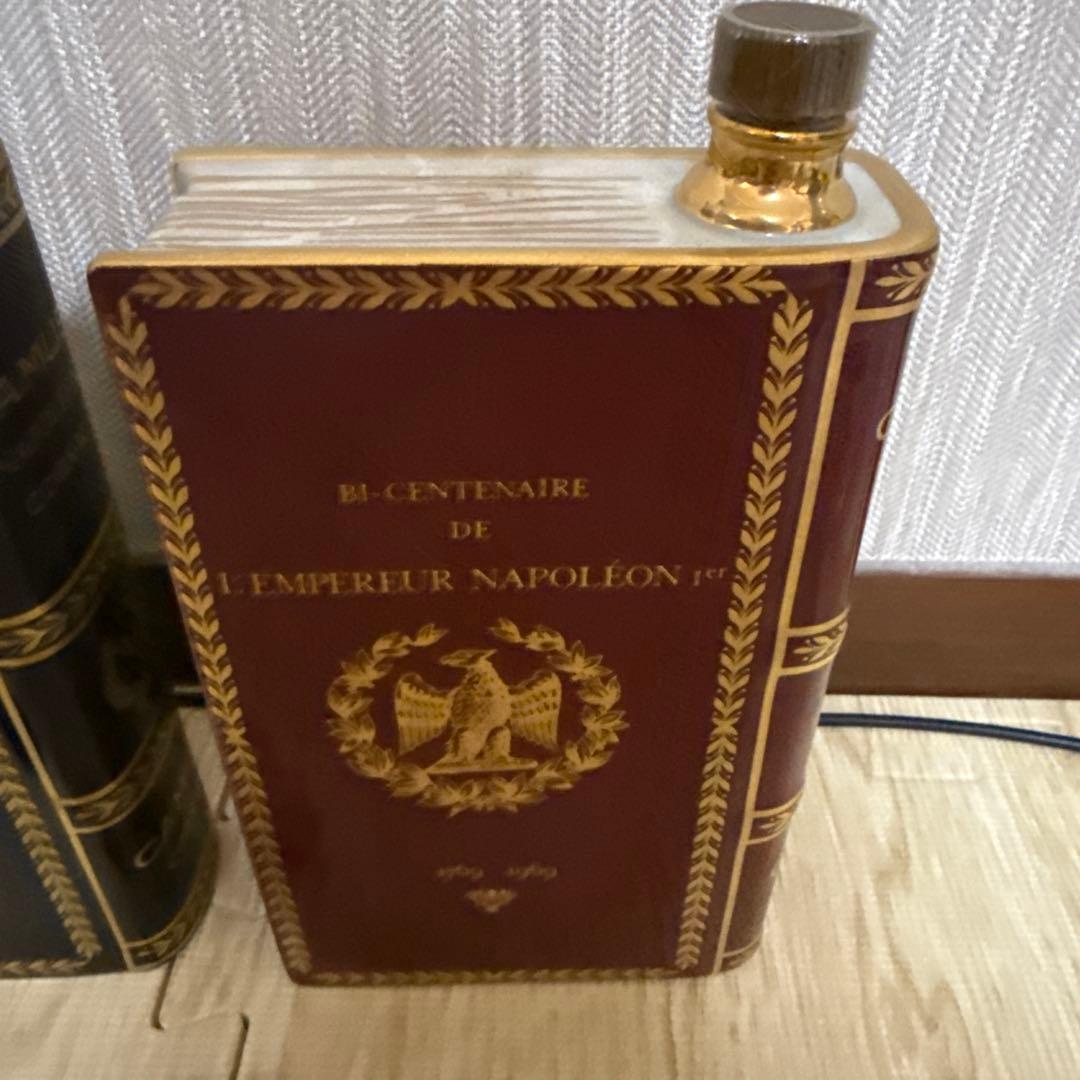 BI-CENTENAIRE
DE
L'EMPEREUR NAPOLÉON 1er
1769 1969